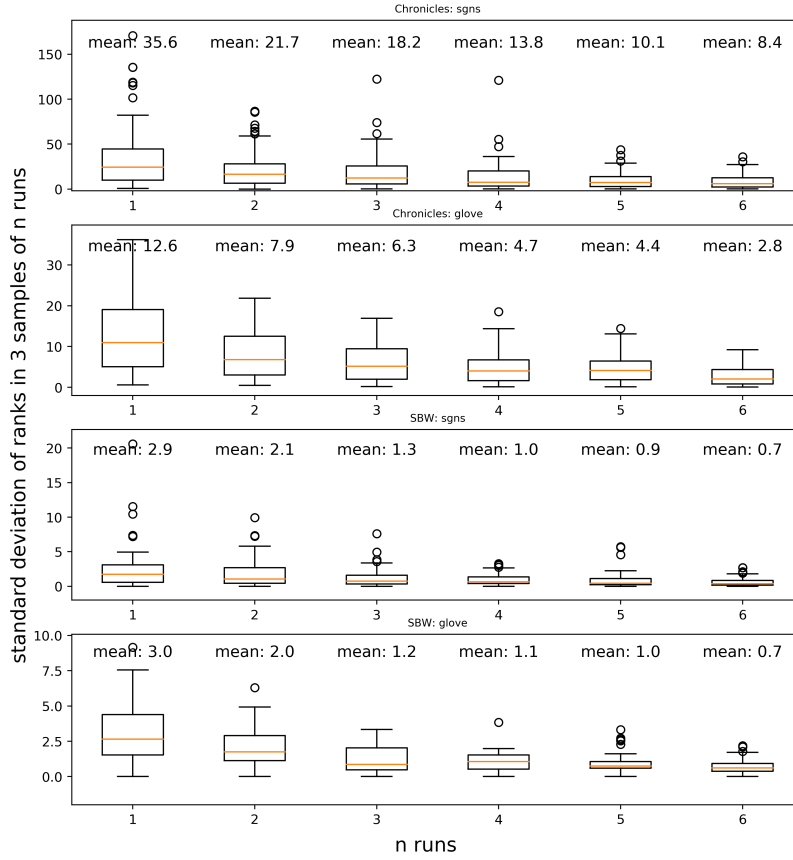 Chronicles: sgns
mean: 35.6 mean: 21.7 mean: 18.2 mean: 13.8 mean: 10.1 mean: 8.4
150
100
50
0
1 2 3 4 5 6
Chronicles: glove
mean: 12.6 mean: 7.9 mean: 6.3 mean: 4.7 mean: 4.4 mean: 2.8
30
20
10
0
1 2 3 4 5 6
SBW: sgns
mean: 2.9 mean: 2.1 mean: 1.3 mean: 1.0 mean: 0.9 mean: 0.7
20
15
10
5
0
1 2 3 4 5 6
SBW: glove
mean: 3.0 mean: 2.0 mean: 1.2 mean: 1.1 mean: 1.0 mean: 0.7
10.0
7.5
5.0
2.5
0.0
1 2 3 4 5 6
n runs
standard deviation of ranks in 3 samples of n runs